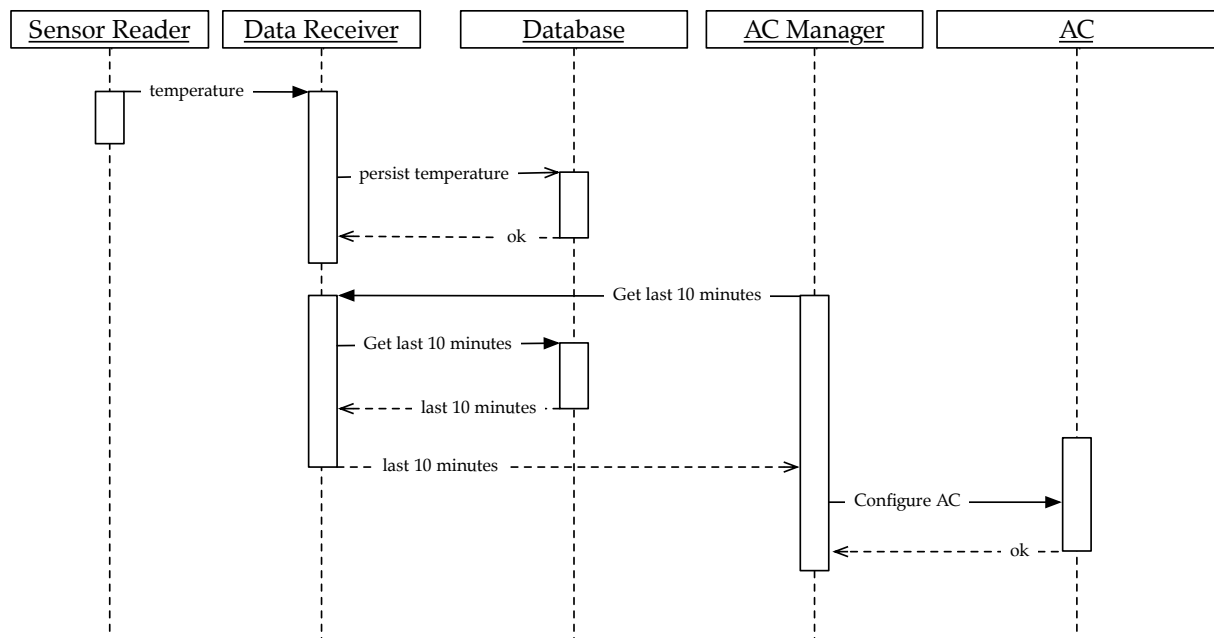 Sensor Reader
Data Receiver
Database
AC Manager
AC
temperature
persist temperature
ok
Get last 10 minutes
Get last 10 minutes
last 10 minutes
last 10 minutes
Configure AC
ok